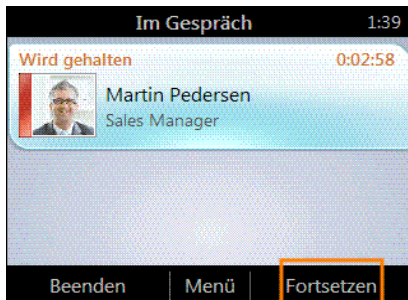 Im Gespräch 1:39
Wird gehalten 0:02:58
Martin Pedersen
Sales Manager
Beenden Menü Fortsetzen